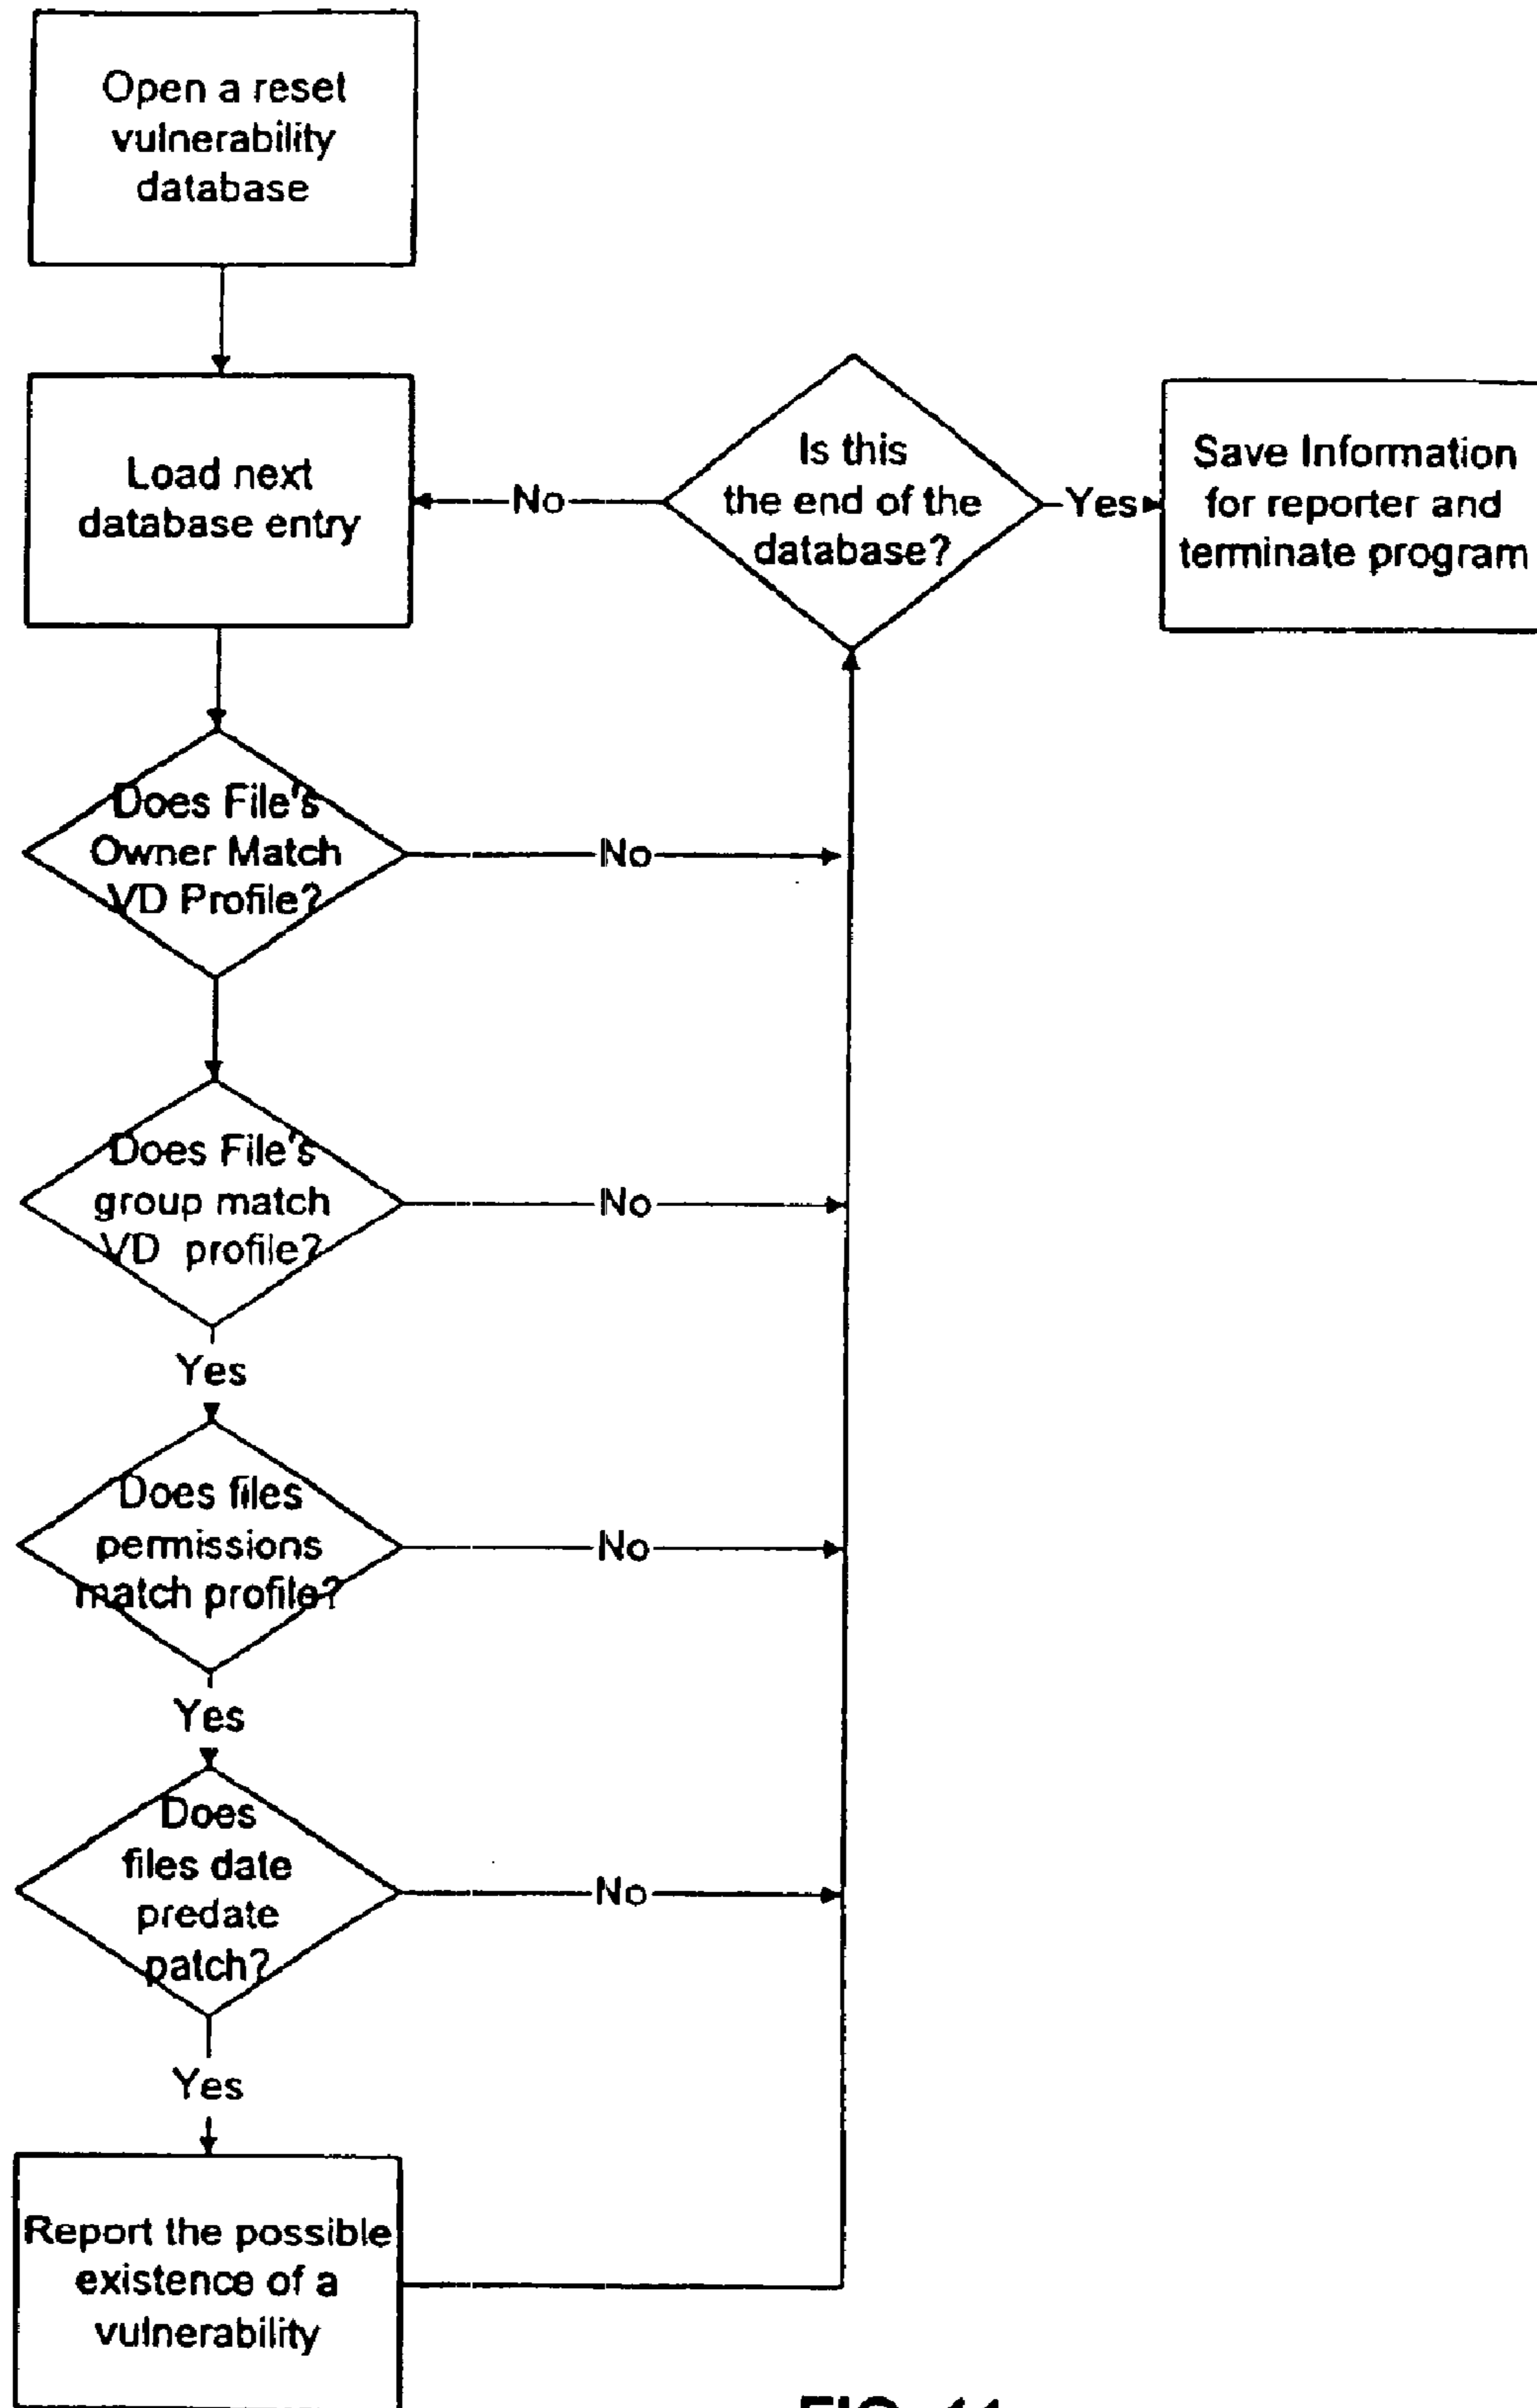 Open a reset
vulnerability
database
Load next
database entry
No
Is this
the end of the
database?
Yes
Save Information
for reporter and
terminate program
Does File's
Owner Match
VD Profile?
No
Does File's
group match
VD profile?
No
Yes
Does files
permissions
match profile?
No
Yes
Does
files date
predate
patch?
No
Yes
Report the possible
existence of a
vulnerability